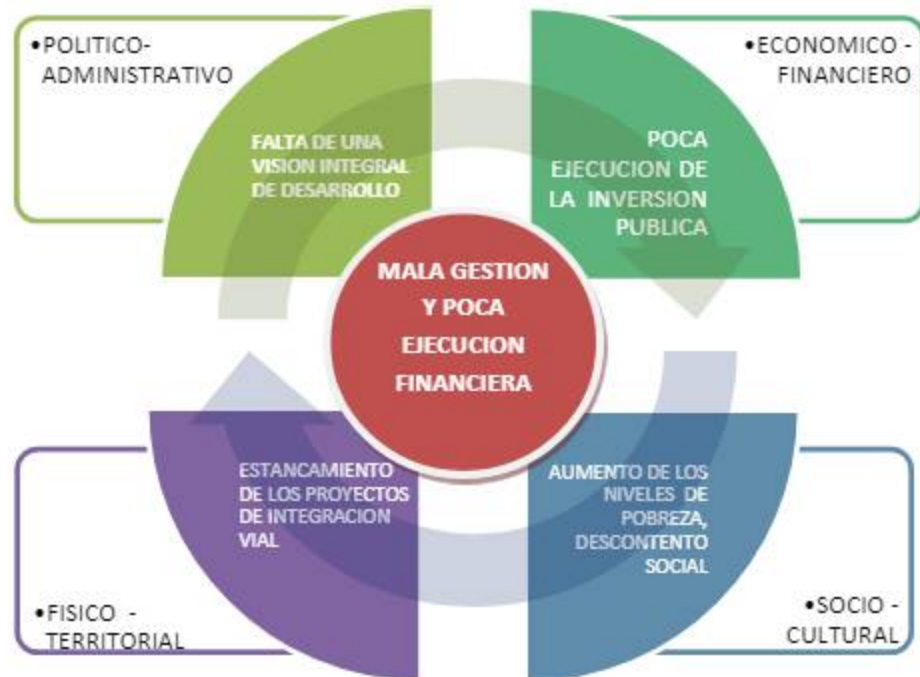 •POLITICO-
ADMINISTRATIVO
•ECONOMICO -
FINANCIERO
FALTA DE UNA
VISION INTEGRAL
DE DESARROLLO
POCA
EJECUCION DE
LA INVERSION
PUBLICA
MALA GESTION
Y POCA
EJECUCION
FINANCIERA
ESTANCAMIENTO
DE LOS PROYECTOS
DE INTEGRACION
VIAL
AUMENTO DE LOS
NIVELES DE
POBREZA,
DESCONTENTO
SOCIAL
•FISICO -
TERRITORIAL
•SOCIO -
CULTURAL